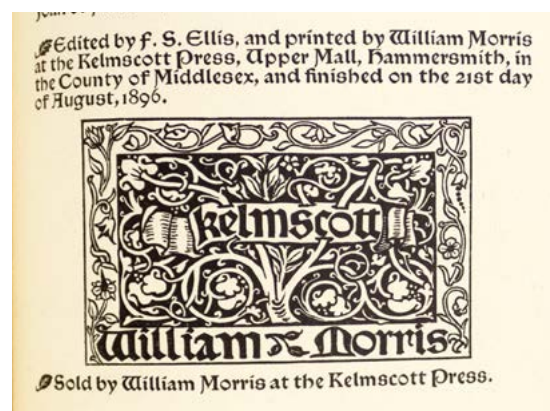 Edited by F. S. Ellis, and printed by William Morris
at the Kelmscott Press, Upper Mall, Hammersmith, in
the County of Middlesex, and finished on the 21st day
of August, 1896.
Kelmscott
William Morris
Sold by William Morris at the Kelmscott Press.